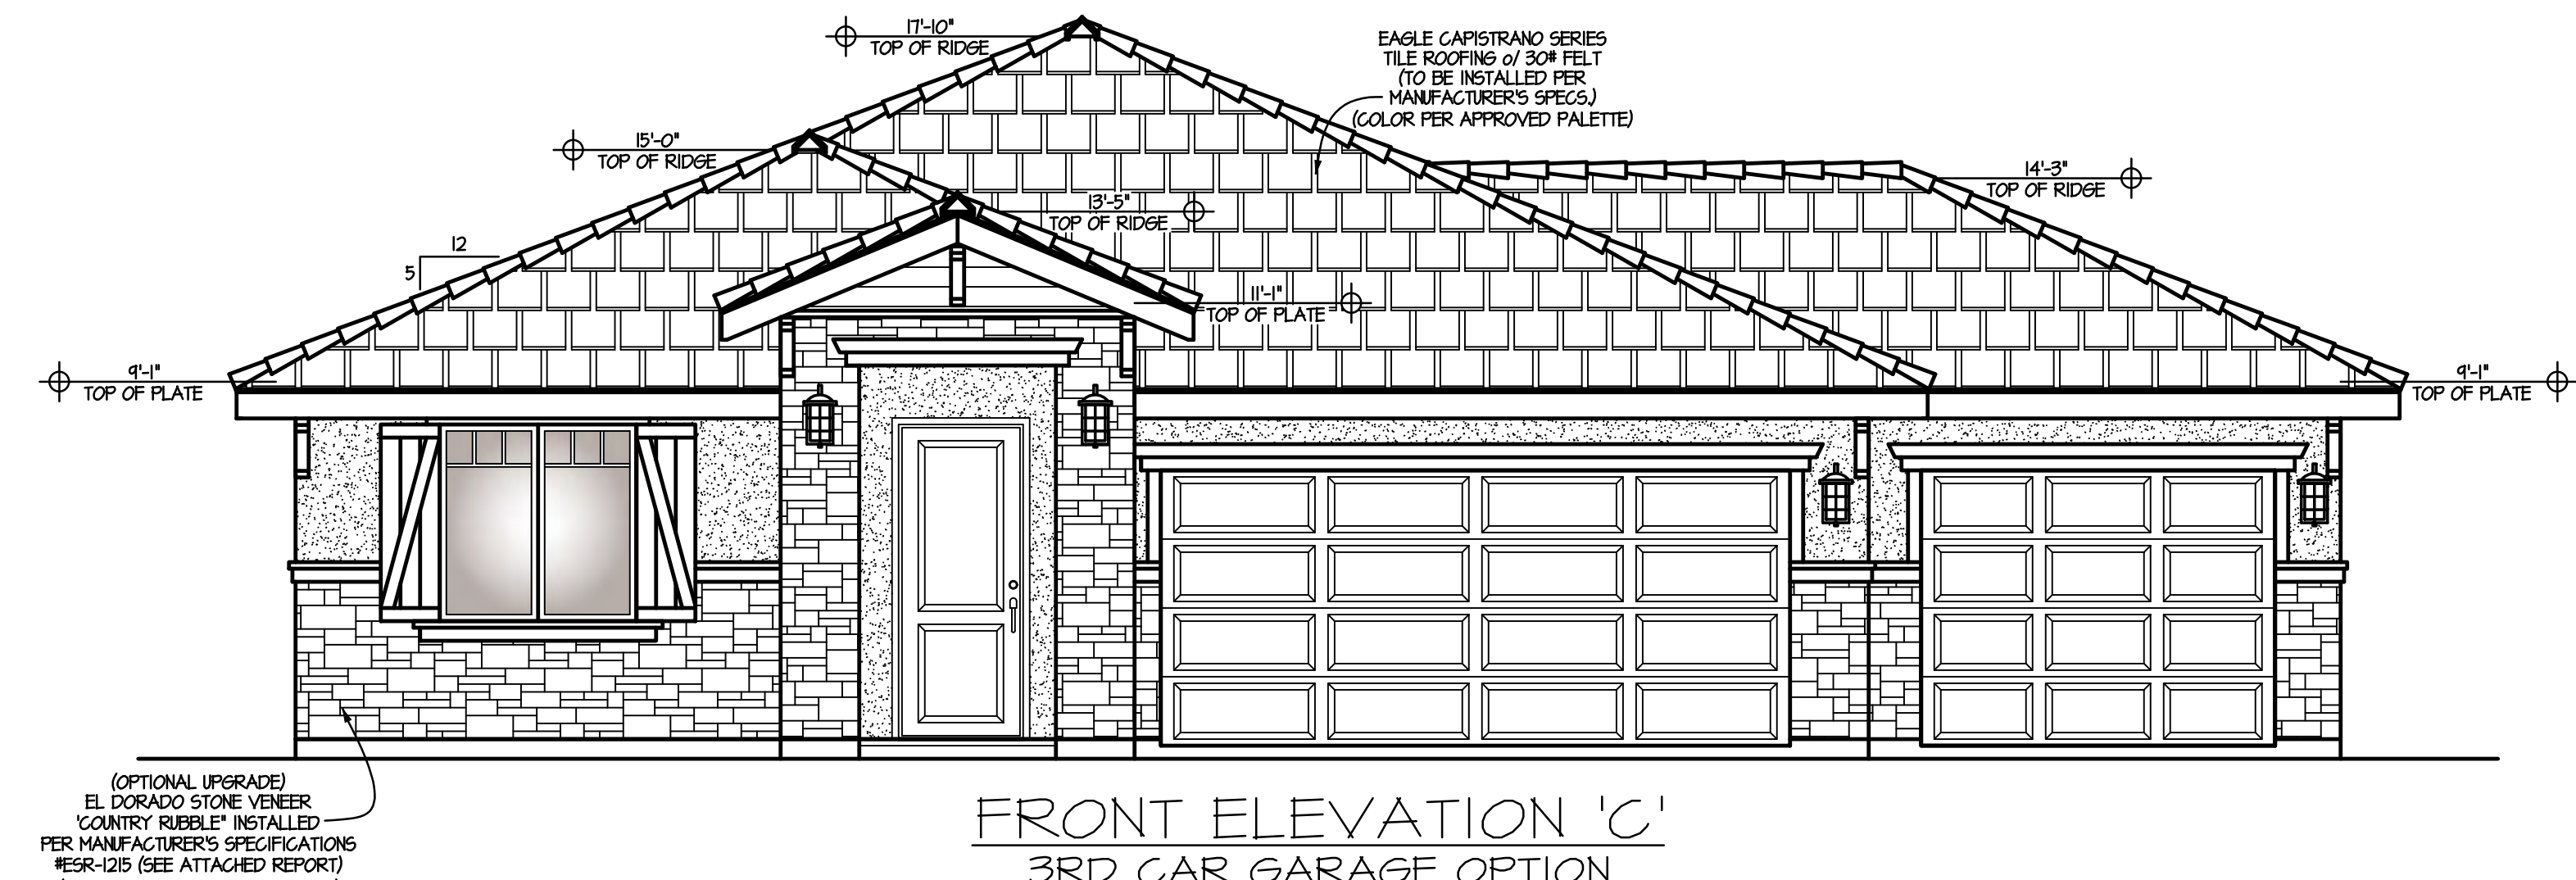 17'-10"
TOP OF RIDGE
EAGLE CAPISTRANO SERIES
TILE ROOFING o/ 30# FELT
(TO BE INSTALLED PER
MANUFACTURER'S SPECS.)
(COLOR PER APPROVED PALETTE)
15'-0"
TOP OF RIDGE
14'-3"
TOP OF RIDGE
13'-5"
TOP OF RIDGE
12
5
11'-1"
TOP OF PLATE
9'-1"
TOP OF PLATE
9'-1"
TOP OF PLATE
(OPTIONAL UPGRADE)
EL DORADO STONE VENEER
'COUNTRY RUBBLE" INSTALLED
PER MANUFACTURER'S SPECIFICATIONS
#ESR-1215 (SEE ATTACHED REPORT)
FRONT ELEVATION 'C'
3RD CAR GARAGE OPTION